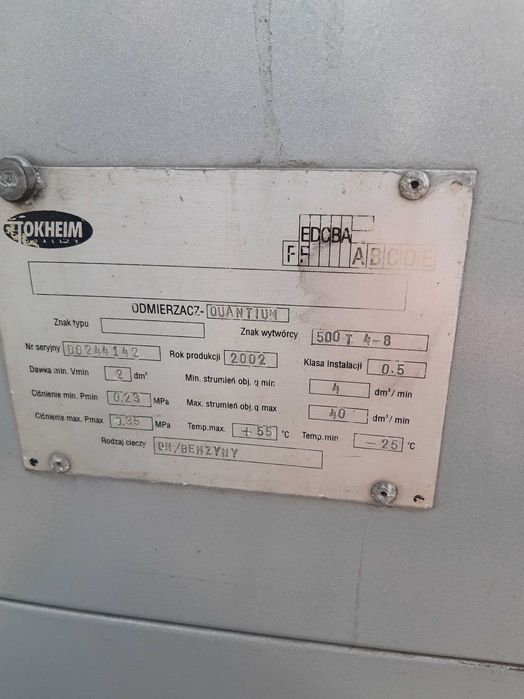 TOKHEIM
EDCBA
FF ABCDE
ODMIERZACZ- QUANTIUM
Znak typu Znak wytwórcy 500 T 4-8
Nr seryjny 00244142 Rok produkcji 2002 Klasa Instalacji 0.5
Dawka min. Vmin 2 dm³ Min. strumień obj. q min. 4 dm³/min
Ciśnienie min. Pmin 0.23 MPa Max. strumień obj. q max 40 dm³/min
Ciśnienie max. Pmax 0.35 MPa Temp.max. +55 °C Temp.min. -25 °C
Rodzaj cieczy ON/BENZYNY